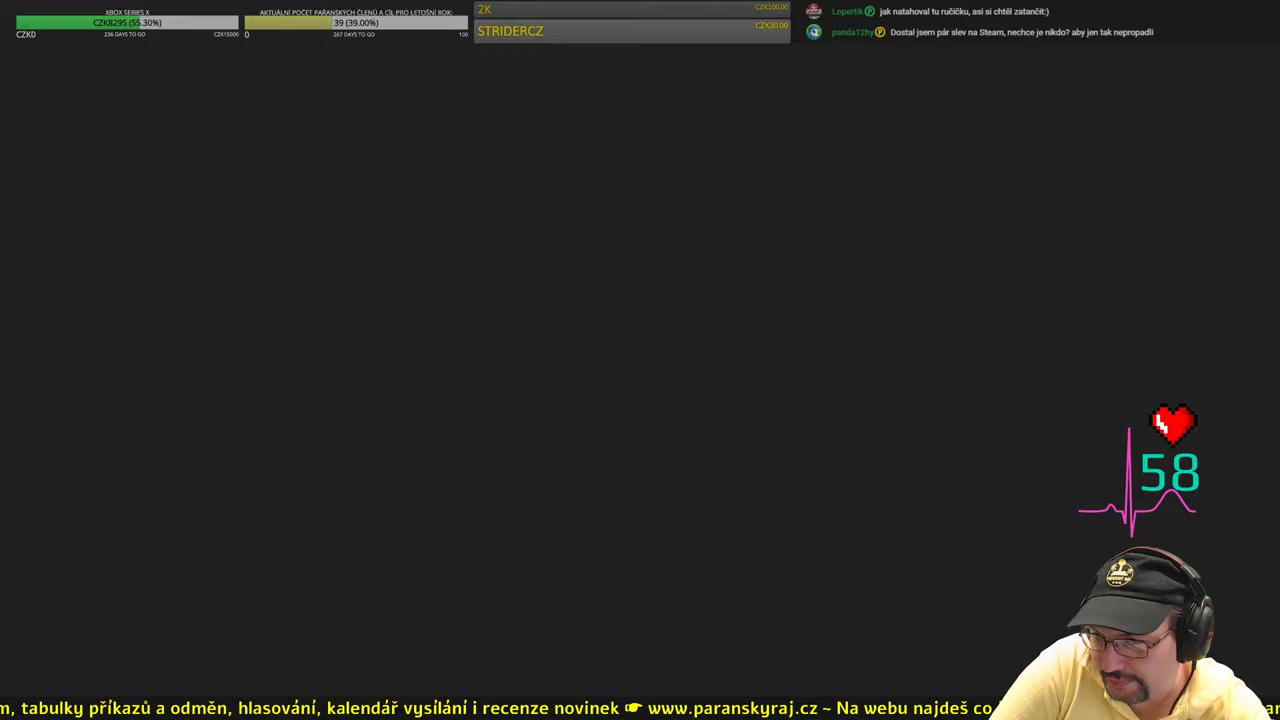 XBOX SERIES X
CZK8295 (55.30%)
CZK0
236 DAYS TO GO
CZK15000
AKTUÁLNÍ POČET PAŘANSKÝCH ČLENŮ A CÍL PRO LETOŠNÍ ROK:
39 (39.00%)
0
267 DAYS TO GO
100
2K
CZK200.00
STRIDERCZ
CZK30.00
Lopertik jak natahoval tu ručičku, asi si chtěl zatančit:)
panda12hy Dostal jsem pár slev na Steam, nechce je nikdo? aby jen tak nepropadli
58
m, tabulky příkazů a odměn, hlasování, kalendář vysílání i recenze novinek 👉 www.paranskyraj.cz ~ Na webu najdeš co